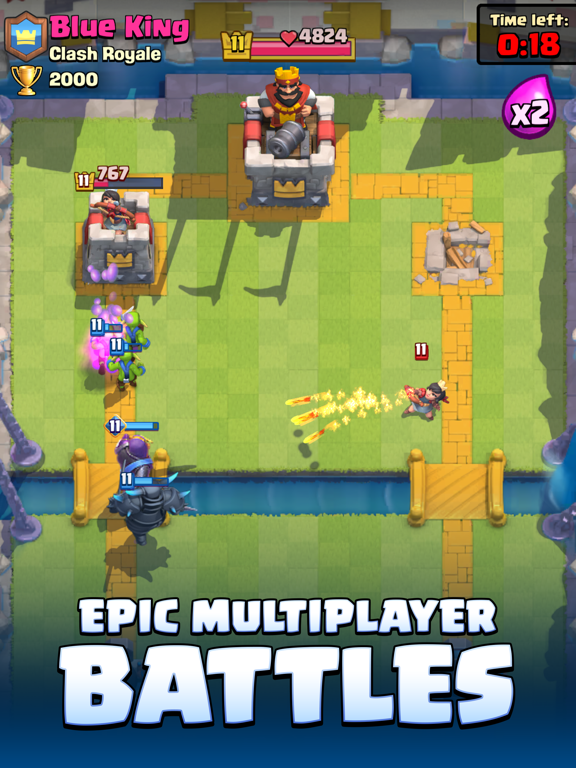 Blue King
Clash Royale
2000
11
4824
Time left:
0:18
x2
11
767
11
11
11
11
11
EPIC MULTIPLAYER
BATTLES